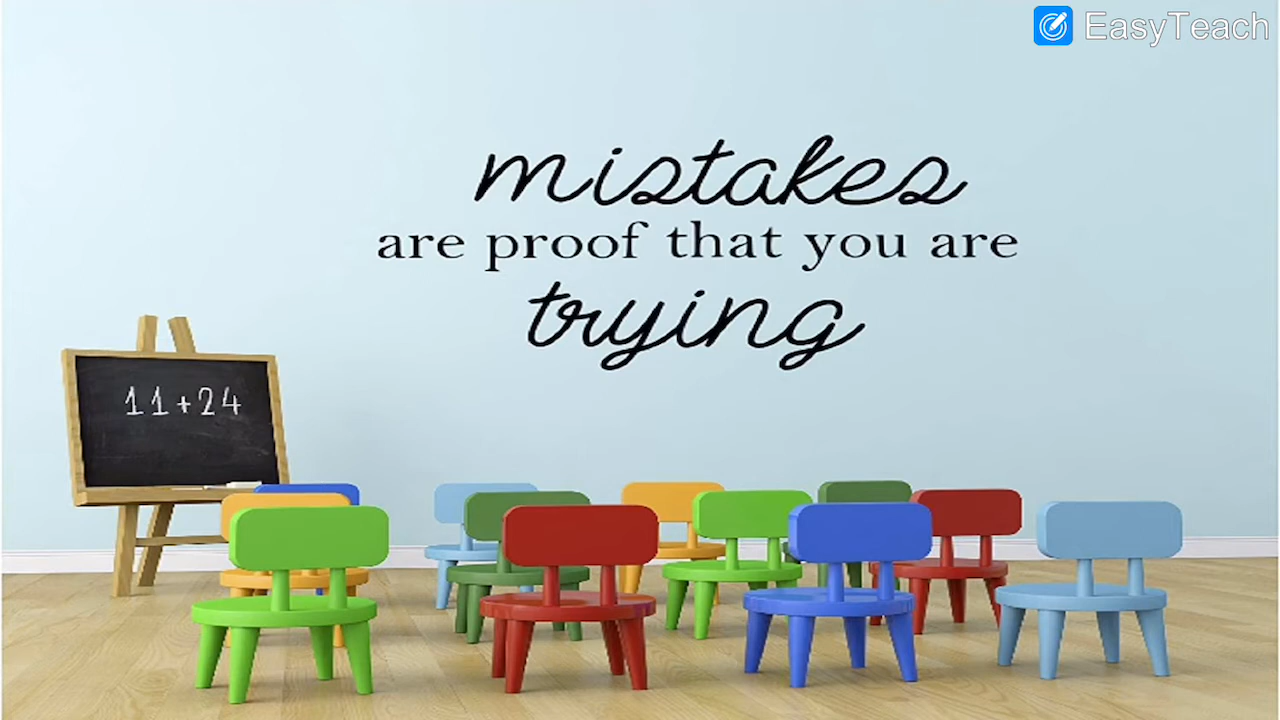 EasyTeach
mistakes
are proof that you are
trying
11+24